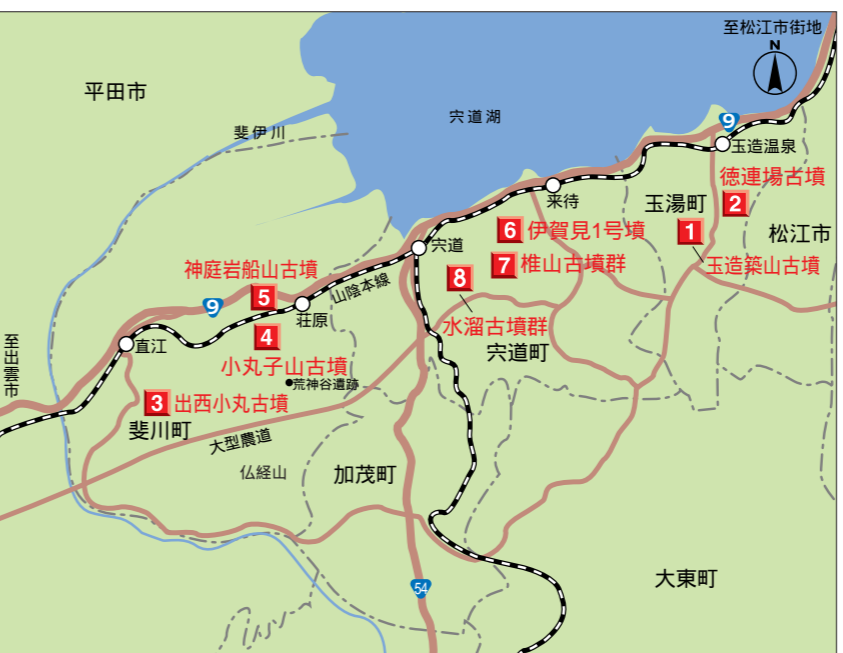 至松江市街地
N
平田市
宍道湖
斐伊川
9
玉造温泉
徳連場古墳
2
来待
玉湯町
6
伊賀見1号墳
1
松江市
宍道
7
椎山古墳群
玉造築山古墳
神庭岩船山古墳
8
5
山陰本線
9
荘原
水溜古墳群
4
直江
宍道町
至出雲市
小丸子山古墳
荒神谷遺跡
3
出西小丸古墳
斐川町
大型農道
仏経山
加茂町
大東町
54